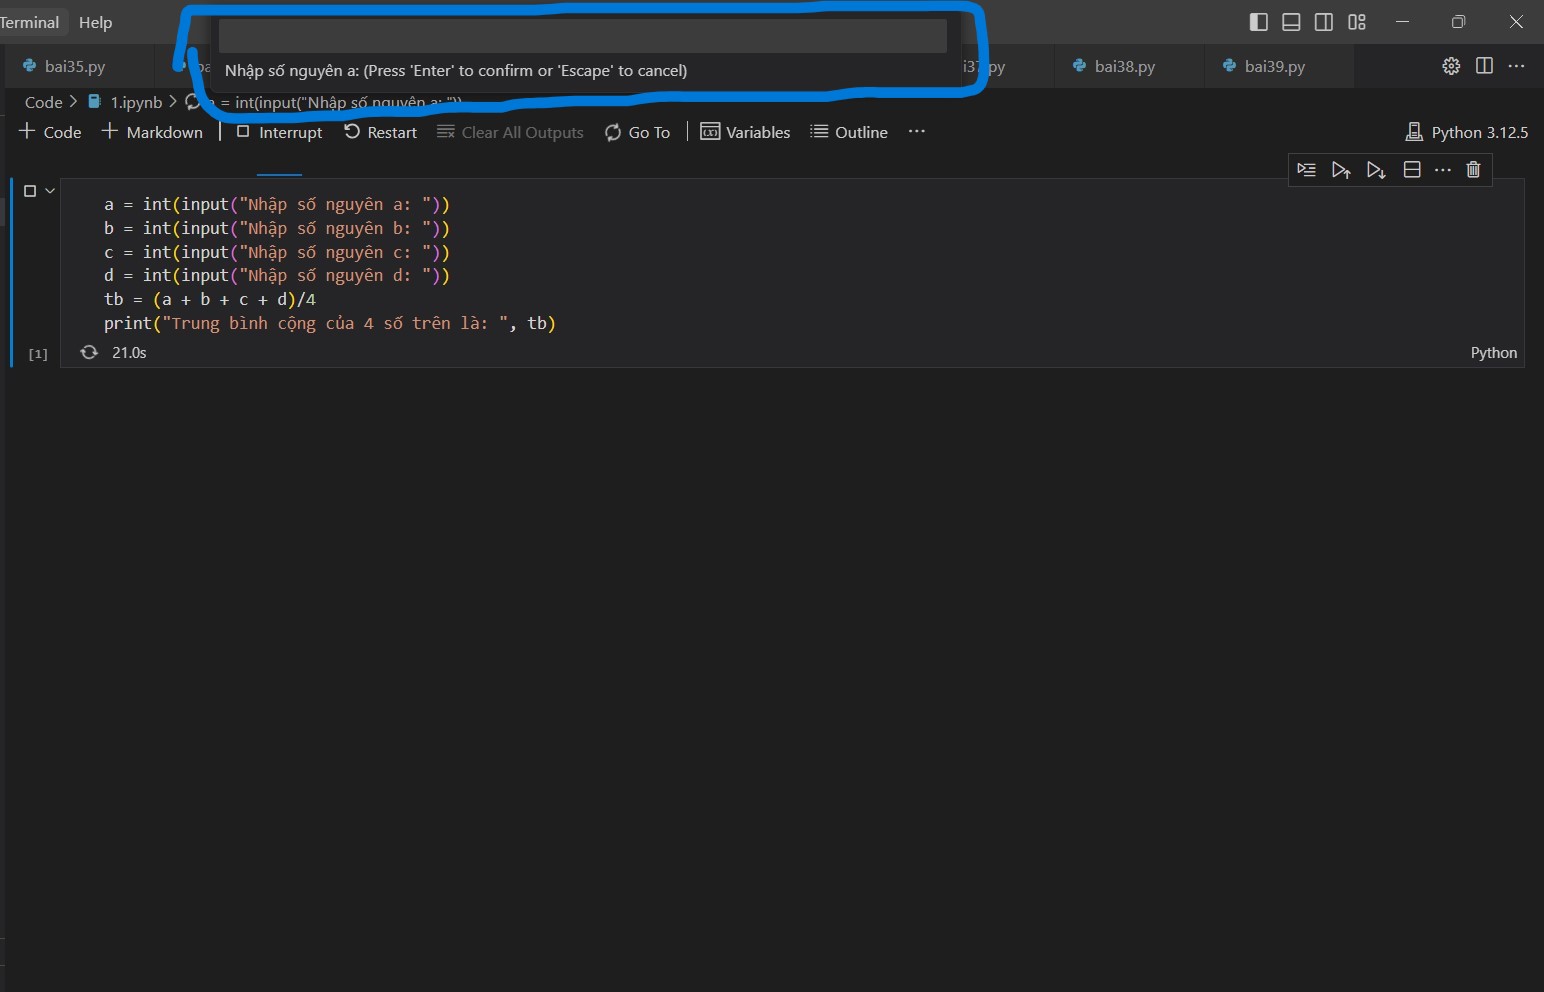 Terminal Help
Nhập số nguyên a: (Press 'Enter' to confirm or 'Escape' to cancel)
bai35.py bai38.py bai39.py
Code > 1.ipynb > = int(input("Nhập số nguyên a: "))
+ Code + Markdown Interrupt Restart Clear All Outputs Go To Variables Outline ... Python 3.12.5
a = int(input("Nhập số nguyên a: "))
b = int(input("Nhập số nguyên b: "))
c = int(input("Nhập số nguyên c: "))
d = int(input("Nhập số nguyên d: "))
tb = (a + b + c + d)/4
print("Trung bình cộng của 4 số trên là: ", tb)
[1] 21.0s Python